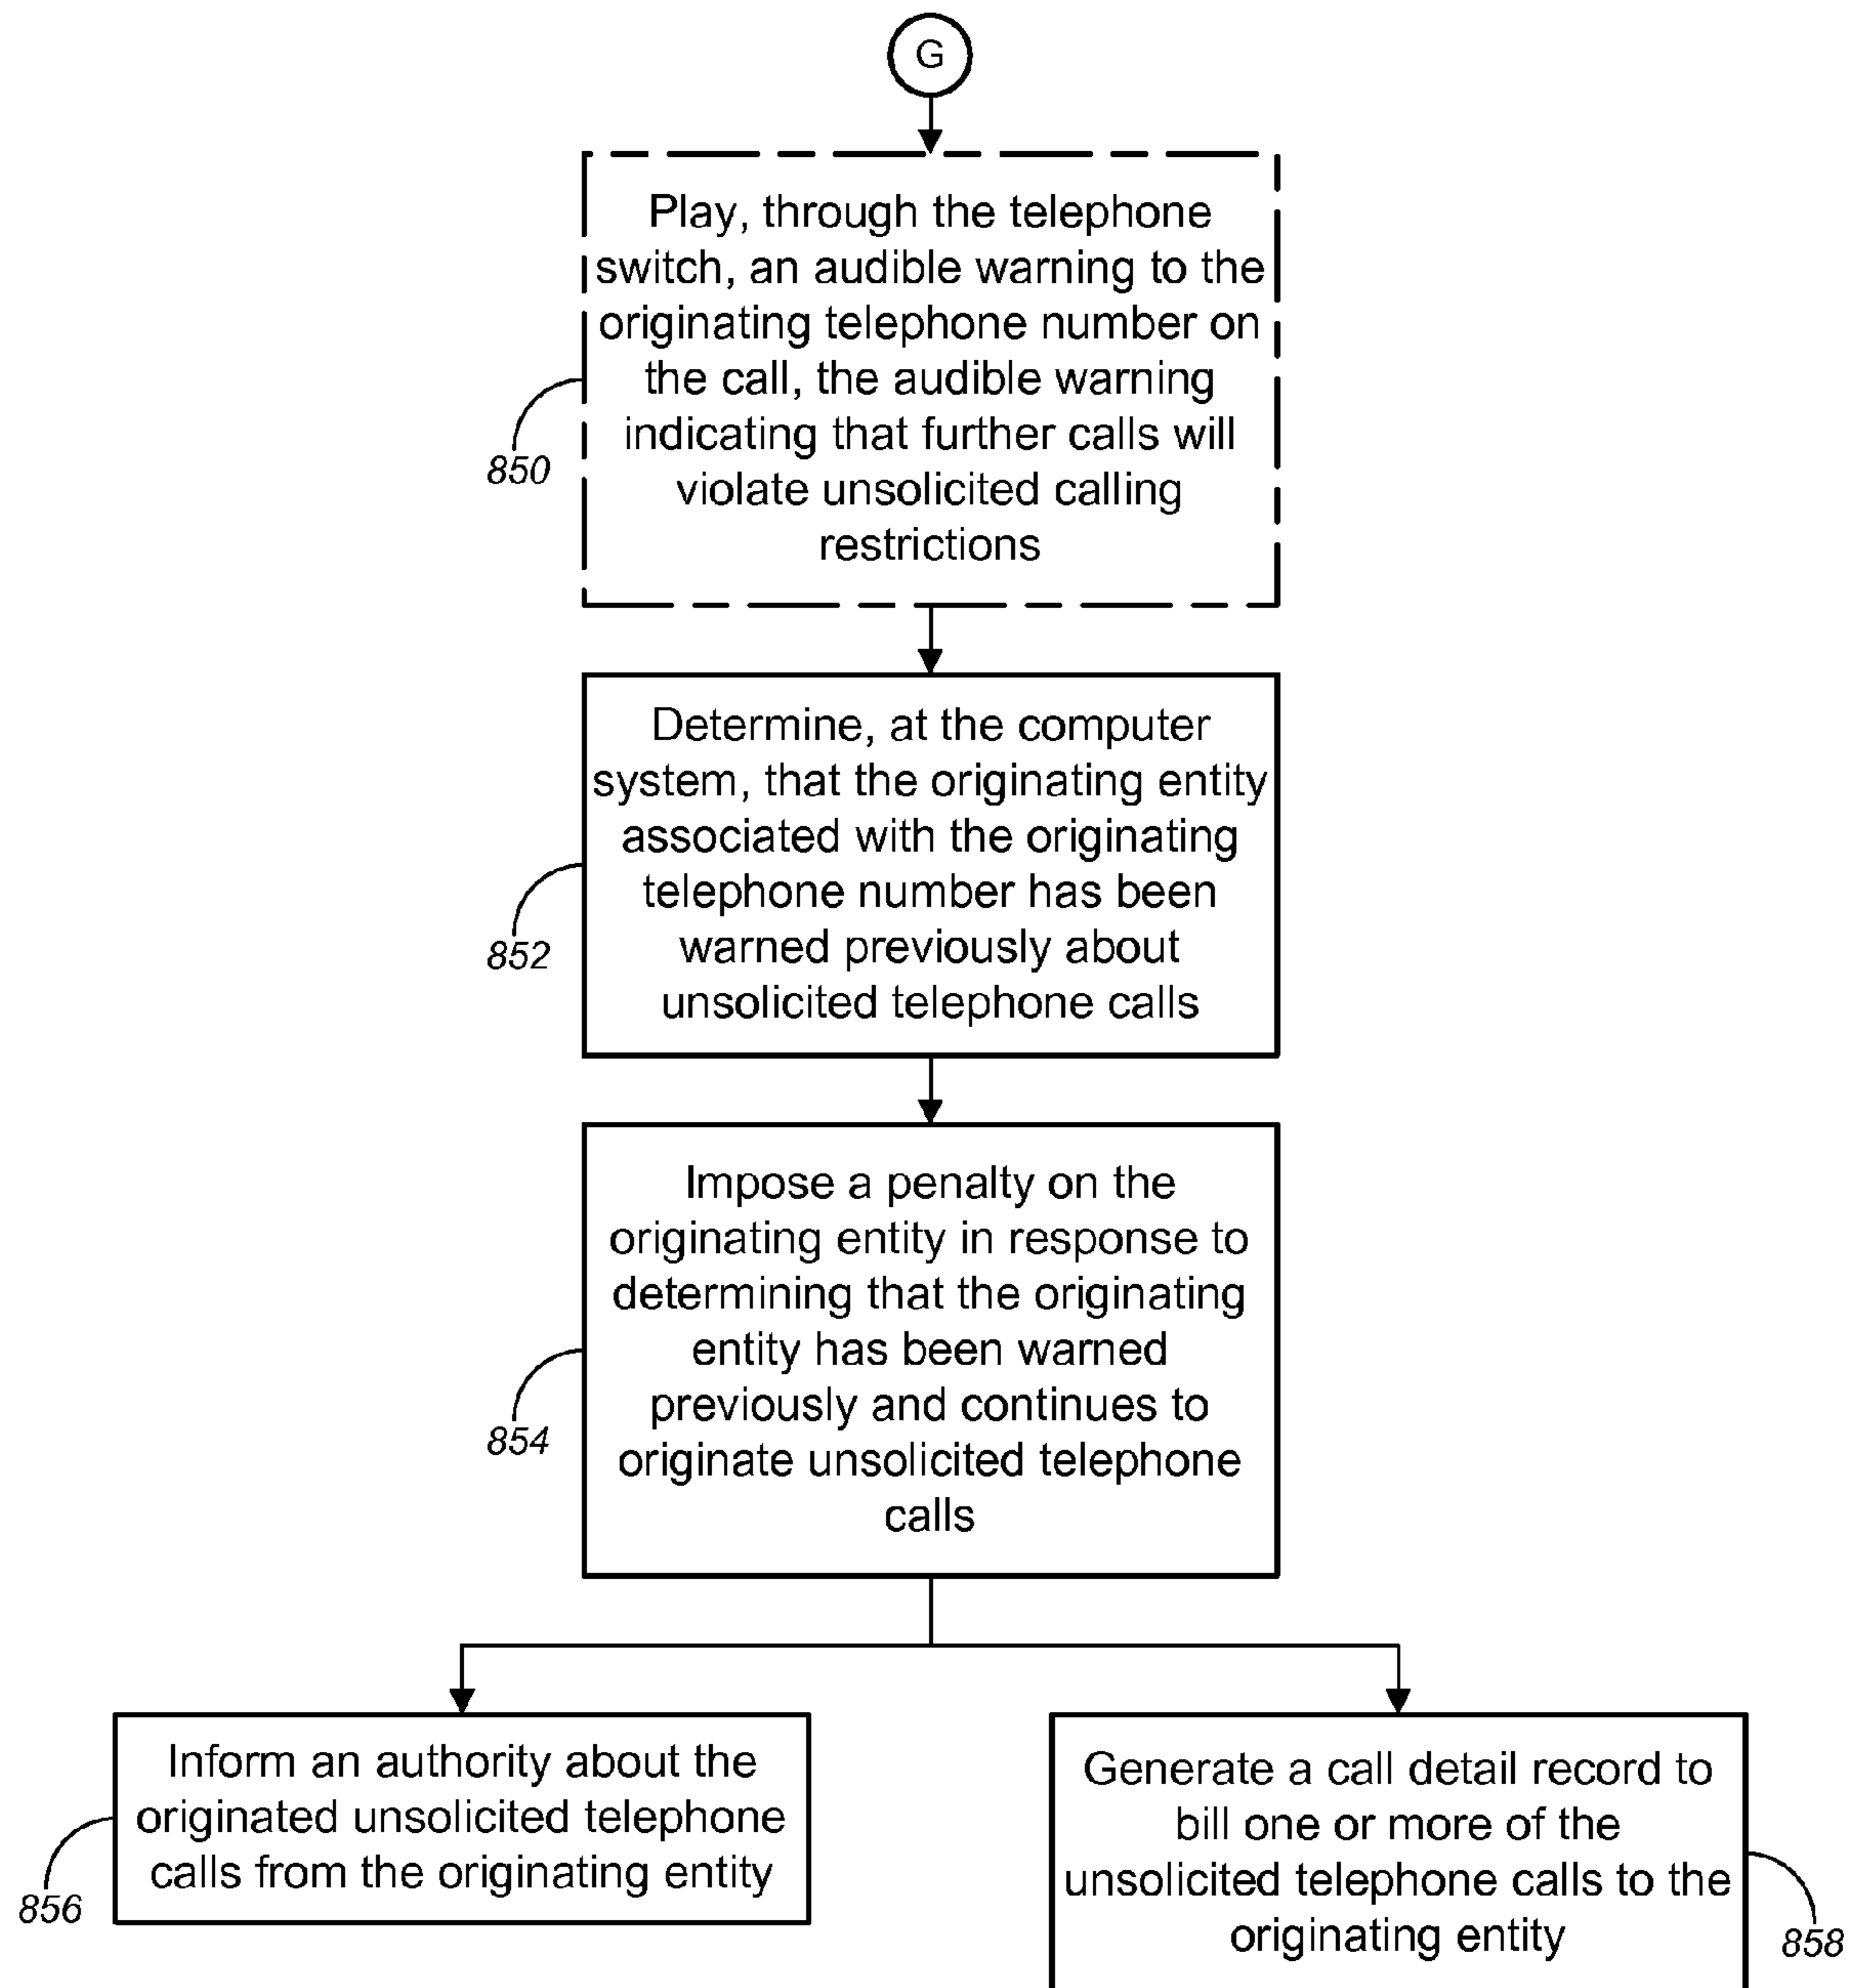 G
Play, through the telephone
switch, an audible warning to the
originating telephone number on
the call, the audible warning
indicating that further calls will
violate unsolicited calling
restrictions
850
Determine, at the computer
system, that the originating entity
associated with the originating
telephone number has been
warned previously about
unsolicited telephone calls
852
Impose a penalty on the
originating entity in response to
determining that the originating
entity has been warned
previously and continues to
originate unsolicited telephone
calls
854
Inform an authority about the
originated unsolicited telephone
calls from the originating entity
856
Generate a call detail record to
bill one or more of the
unsolicited telephone calls to the
originating entity
858